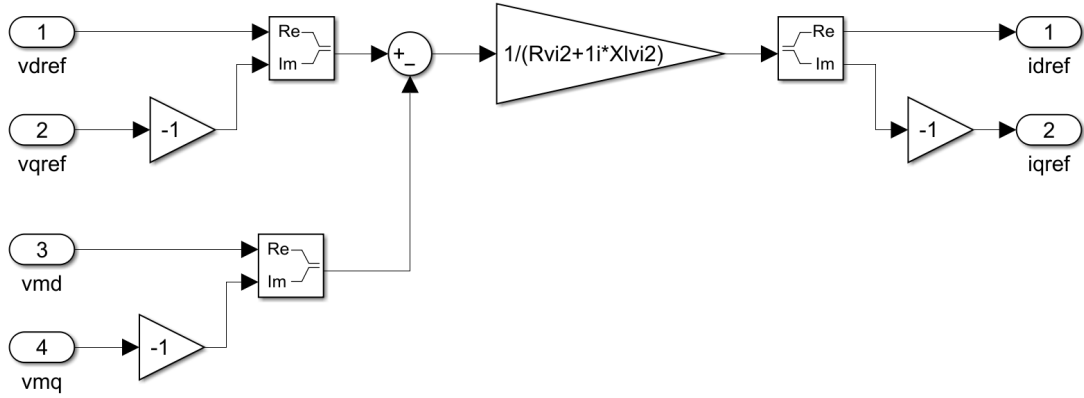 1
vdref
Re
Im
2
vqref
-1
+
−
1/(Rvi2+1i*Xlvi2)
Re
Im
1
idref
-1
2
iqref
3
vmd
Re
Im
4
vmq
-1